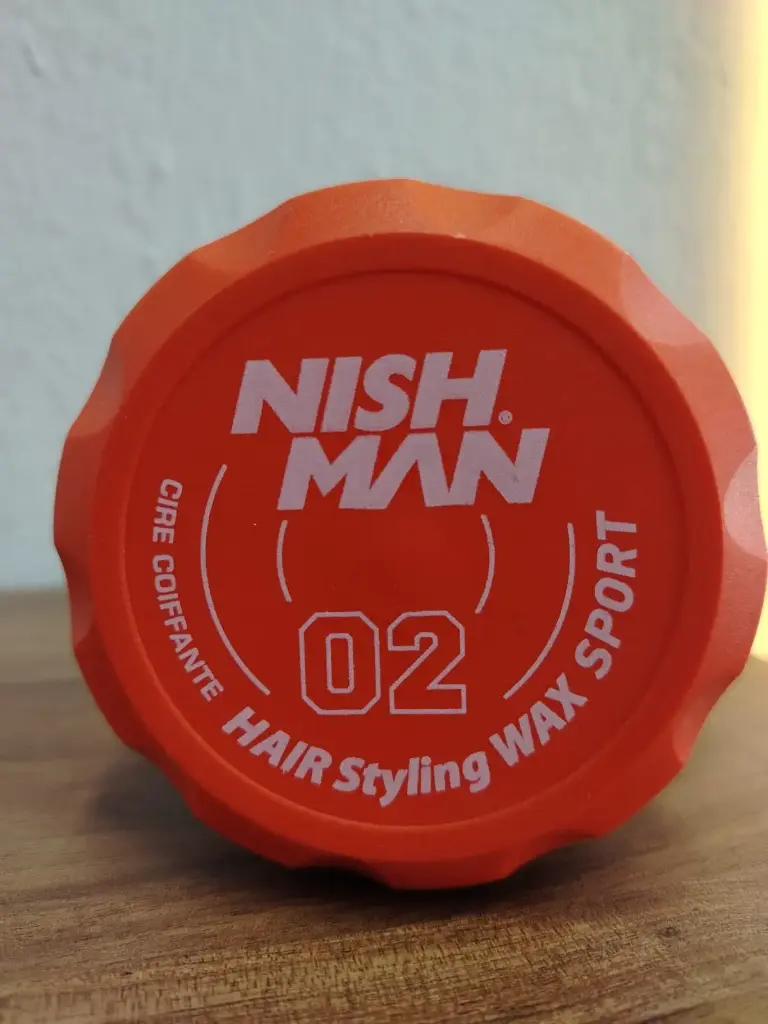 NISH
MAN®
02
CIRE COIFFANTE
HAIR Styling WAX SPORT